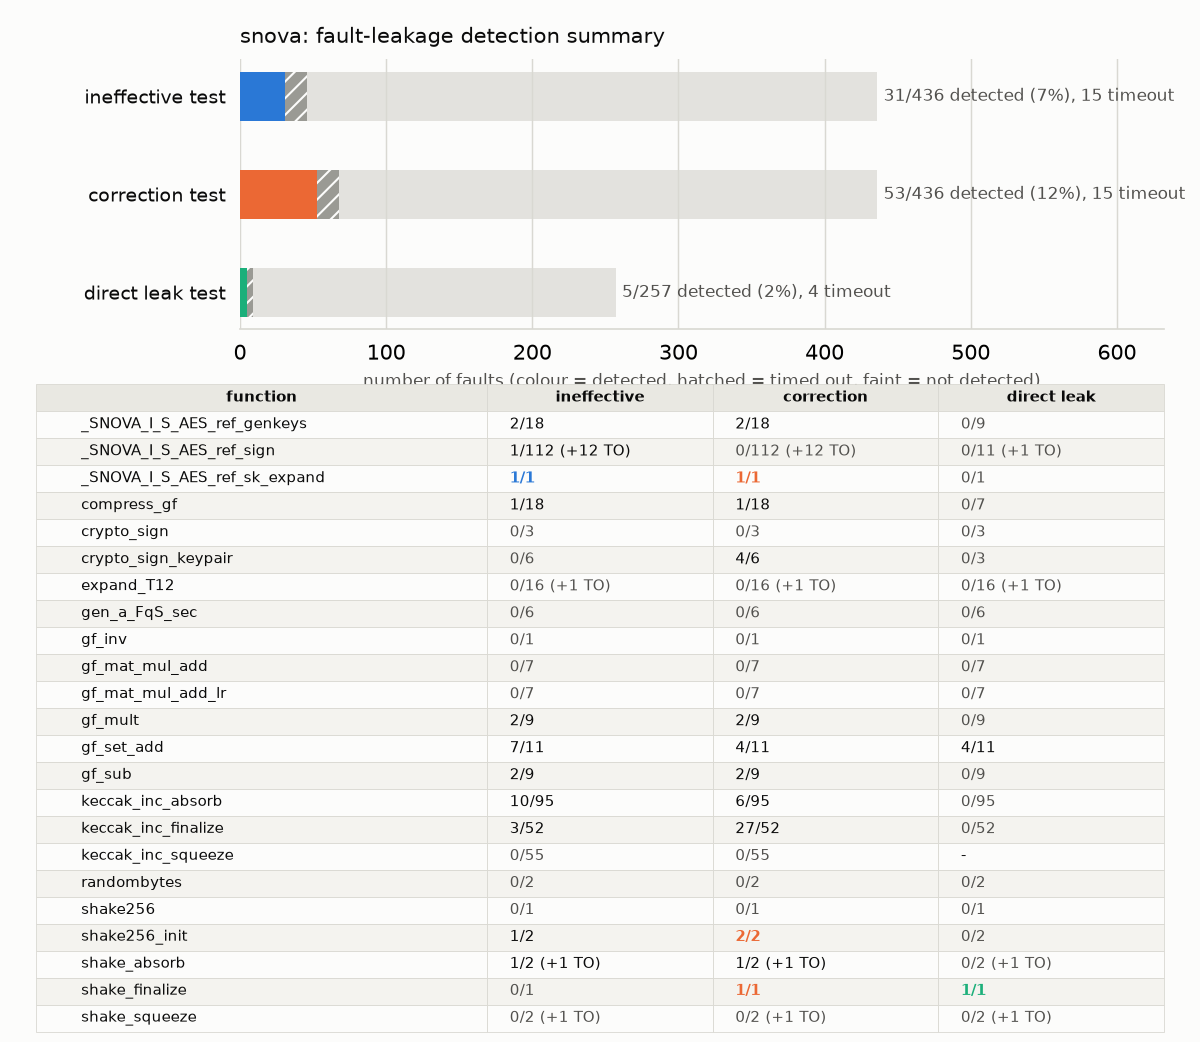 snova: fault-leakage detection summary
ineffective test
31/436 detected (7%), 15 timeout
correction test
53/436 detected (12%), 15 timeout
direct leak test
5/257 detected (2%), 4 timeout
0 100 200 300 400 500 600
number of faults (colour = detected, hatched = timed out, faint = not detected)
function ineffective correction direct leak
_SNOVA_I_S_AES_ref_genkeys 2/18 2/18 0/9
_SNOVA_I_S_AES_ref_sign 1/112 (+12 TO) 0/112 (+12 TO) 0/11 (+1 TO)
_SNOVA_I_S_AES_ref_sk_expand 1/1 1/1 0/1
compress_gf 1/18 1/18 0/7
crypto_sign 0/3 0/3 0/3
crypto_sign_keypair 0/6 4/6 0/3
expand_T12 0/16 (+1 TO) 0/16 (+1 TO) 0/16 (+1 TO)
gen_a_FqS_sec 0/6 0/6 0/6
gf_inv 0/1 0/1 0/1
gf_mat_mul_add 0/7 0/7 0/7
gf_mat_mul_add_lr 0/7 0/7 0/7
gf_mult 2/9 2/9 0/9
gf_set_add 7/11 4/11 4/11
gf_sub 2/9 2/9 0/9
keccak_inc_absorb 10/95 6/95 0/95
keccak_inc_finalize 3/52 27/52 0/52
keccak_inc_squeeze 0/55 0/55 -
randombytes 0/2 0/2 0/2
shake256 0/1 0/1 0/1
shake256_init 1/2 2/2 0/2
shake_absorb 1/2 (+1 TO) 1/2 (+1 TO) 0/2 (+1 TO)
shake_finalize 0/1 1/1 1/1
shake_squeeze 0/2 (+1 TO) 0/2 (+1 TO) 0/2 (+1 TO)